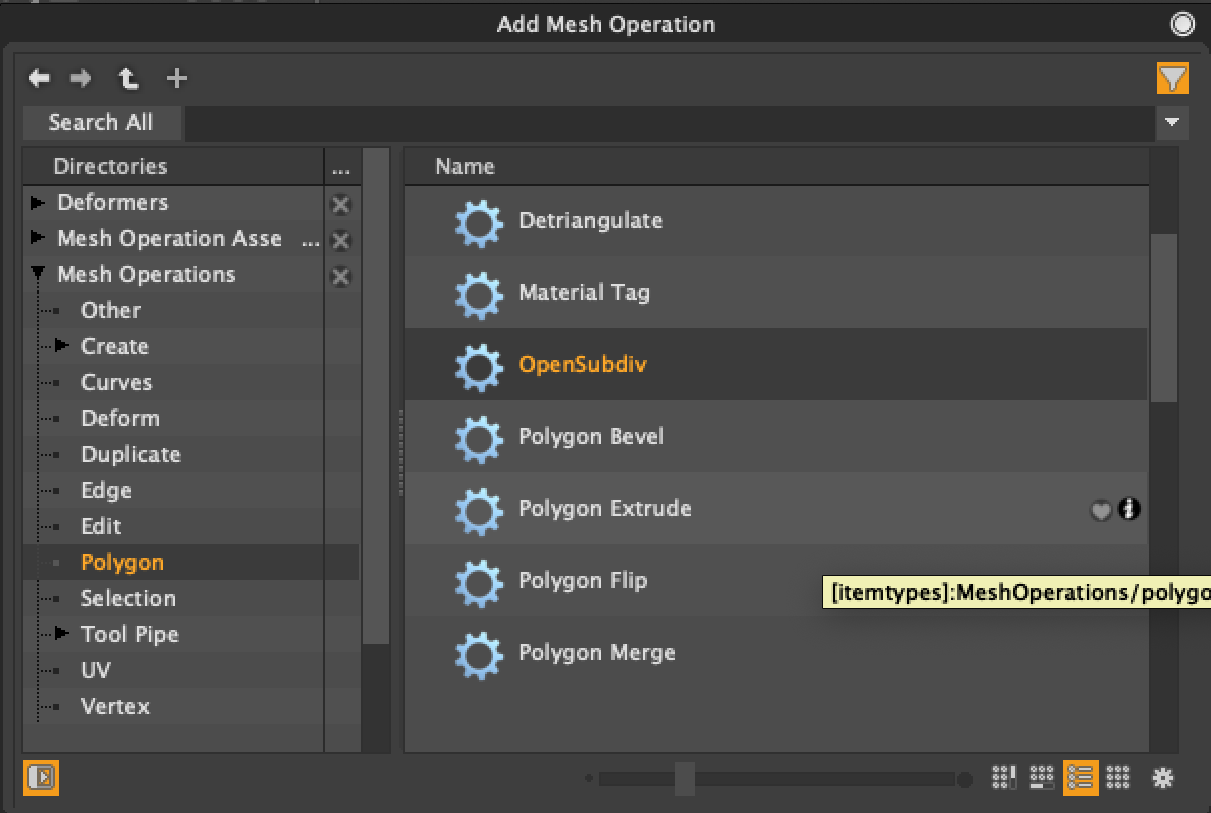 Add Mesh Operation
Search All
Directories ...
Name
Deformers
Mesh Operation Asse ...
Mesh Operations
Other
Create
Curves
Deform
Duplicate
Edge
Edit
Polygon
Selection
Tool Pipe
UV
Vertex
Detriangulate
Material Tag
OpenSubdiv
Polygon Bevel
Polygon Extrude
Polygon Flip
[itemtypes]:MeshOperations/polygo
Polygon Merge